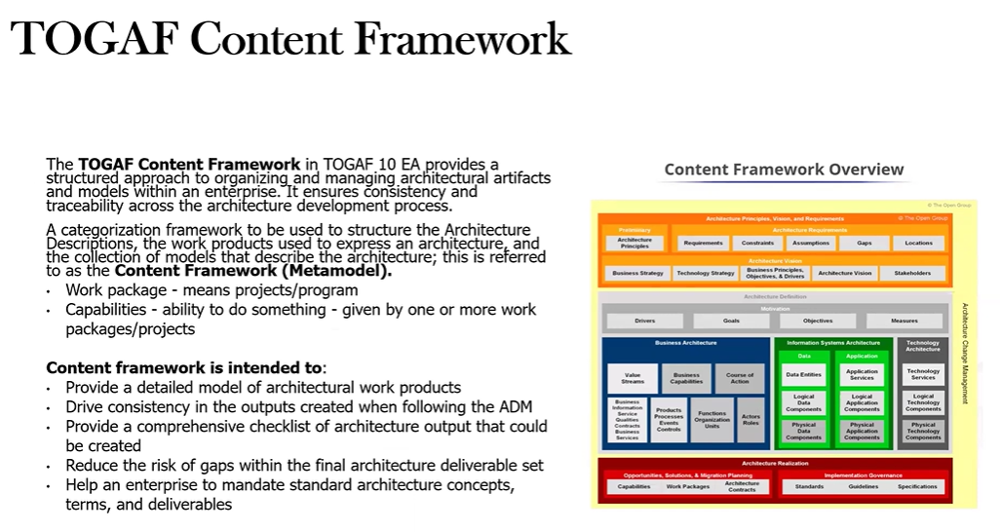 TOGAF Content Framework
The TOGAF Content Framework in TOGAF 10 EA provides a
structured approach to organizing and managing architectural artifacts
and models within an enterprise. It ensures consistency and
traceability across the architecture development process.
A categorization framework to be used to structure the Architecture
Descriptions, the work products used to express an architecture, and
the collection of models that describe the architecture; this is referred
to as the Content Framework (Metamodel).
• Work package - means projects/program
• Capabilities - ability to do something - given by one or more work
packages/projects
Content framework is intended to:
• Provide a detailed model of architectural work products
• Drive consistency in the outputs created when following the ADM
• Provide a comprehensive checklist of architecture output that could
be created
• Reduce the risk of gaps within the final architecture deliverable set
• Help an enterprise to mandate standard architecture concepts,
terms, and deliverables
Content Framework Overview
© The Open Group
Architecture Principles, Vision, and Requirements
© The Open Group
Preliminary
Architecture
Principles
Architecture Requirements
Requirements
Constraints
Assumptions
Gaps
Locations
Architecture Vision
Business Strategy
Technology Strategy
Business Principles,
Objectives, & Drivers
Architecture Vision
Stakeholders
Architecture Definition
Motivation
Drivers
Goals
Objectives
Measures
Business Architecture
Value
Streams
Business
Capabilities
Course of
Action
Business
Information
Service
Qualities
Contracts
Business
Services
Products
Processes
Events
Controls
Functions
Organization
Units
Actors
Roles
Information Systems Architecture
Data
Data Entities
Logical
Data
Components
Physical
Data
Components
Application
Application
Services
Logical
Application
Components
Physical
Application
Components
Technology
Architecture
Technology
Services
Logical
Technology
Components
Physical
Technology
Components
Architecture Realization
Opportunities, Solutions, & Migration Planning
Capabilities
Work Packages
Architecture
Contracts
Implementation Governance
Standards
Guidelines
Specifications
Architecture Change Management